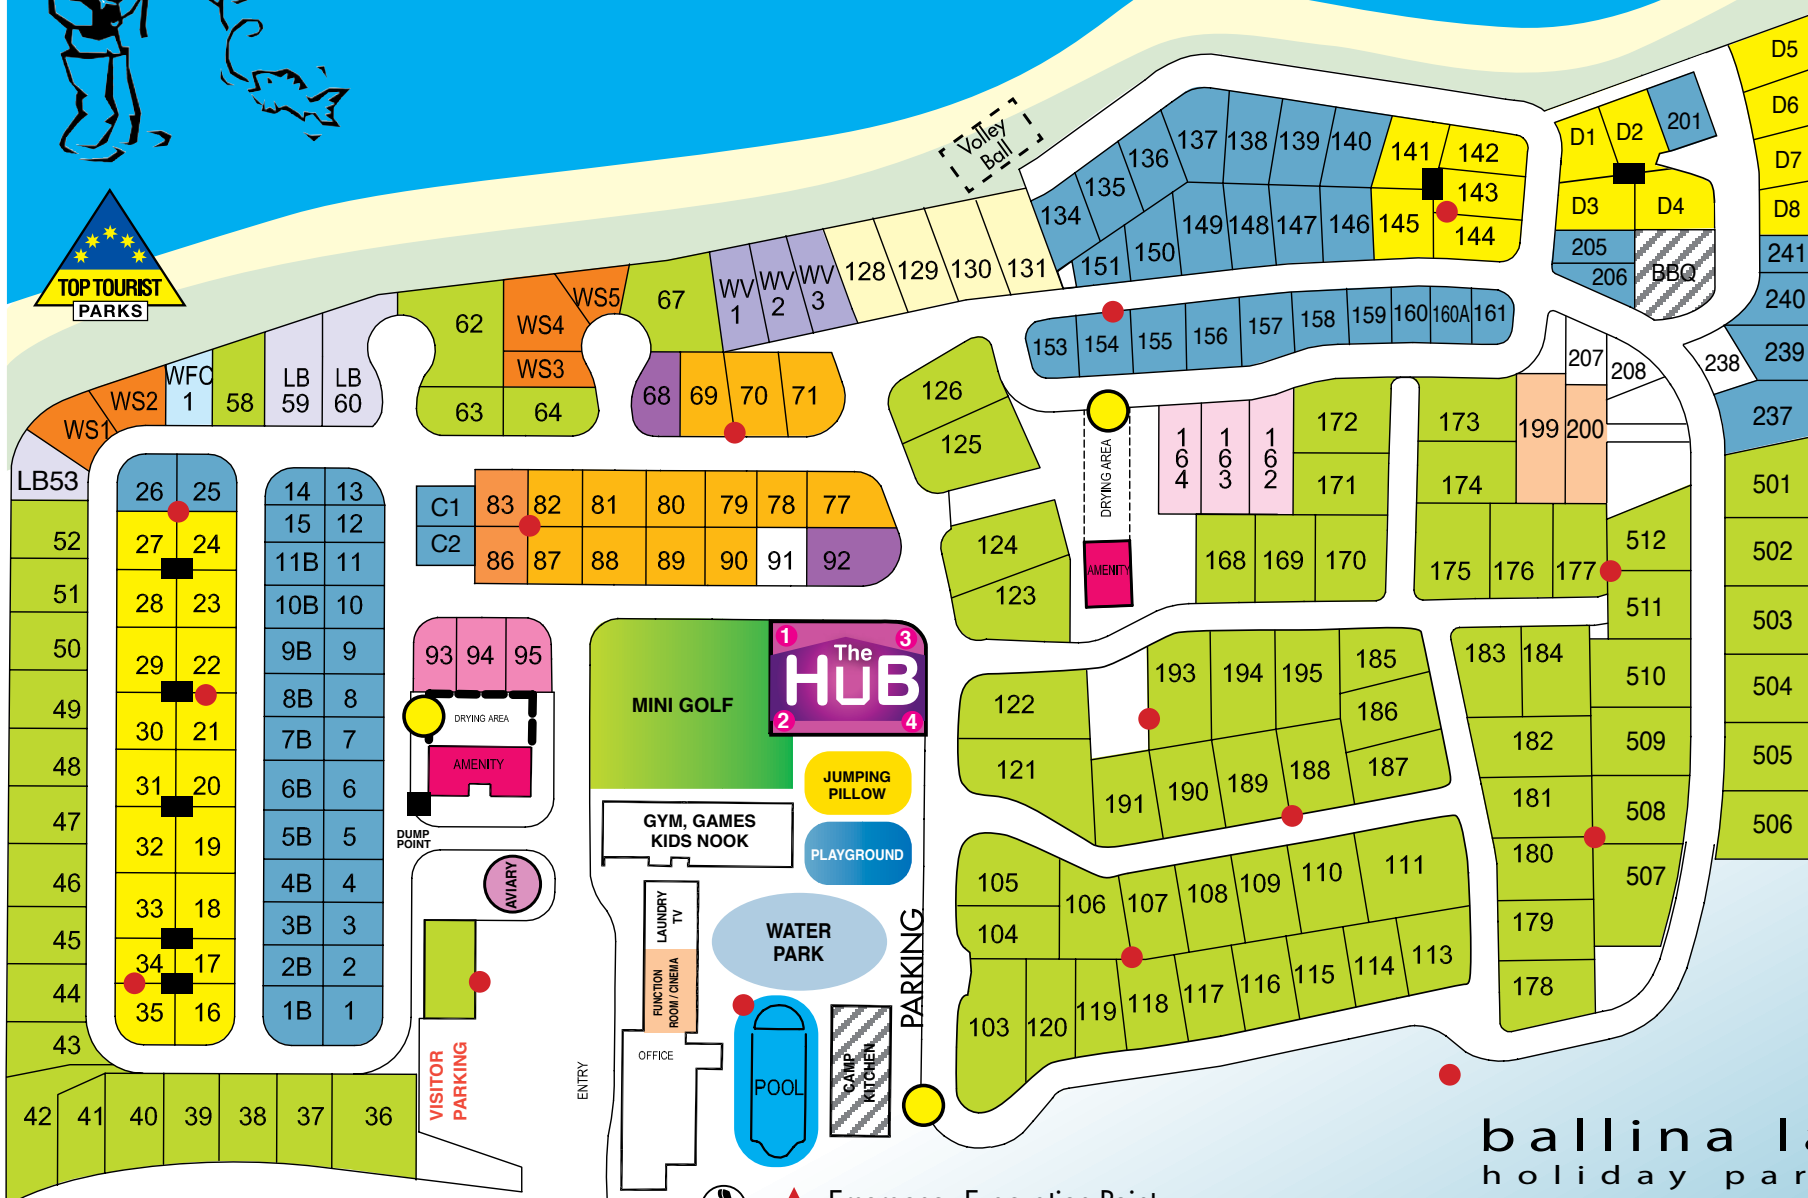 Volley
Ball
TOP TOURIST
PARKS
D5
D6
D7
D8
D1
D2
201
D3
D4
205
206
BBQ
241
240
239
238
237
137
138
139
140
141
142
143
144
145
136
135
134
149
148
147
146
150
151
WV
1
WV
2
WV
3
128
129
130
131
153
154
155
156
157
158
159
160
160A
161
207
208
WS5
WS4
WS3
67
62
63
64
68
69
70
71
WFC
1
58
LB
59
LB
60
WS2
WS1
LB53
126
125
DRYING AREA
AMENITY
164
163
162
172
171
173
174
199
200
168
169
170
175
176
177
124
123
512
511
510
509
508
507
501
502
503
504
505
506
26
25
27
24
28
23
29
22
30
21
31
20
32
19
33
18
34
17
35
16
14
13
15
12
11B
11
10B
10
9B
9
8B
8
7B
7
6B
6
5B
5
4B
4
3B
3
2B
2
1B
1
C1
C2
83
82
81
80
79
78
77
86
87
88
89
90
91
92
52
51
50
49
48
47
46
45
44
43
42
41
40
39
38
37
36
93
94
95
DRYING AREA
AMENITY
DUMP
POINT
AVIARY
VISITOR
PARKING
ENTRY
MINI GOLF
1
3
The
HUB
2
4
JUMPING
PILLOW
PLAYGROUND
GYM, GAMES
KIDS NOOK
LAUNDRY
TV
FUNCTION
ROOM / CINEMA
OFFICE
WATER
PARK
POOL
CAMP
KITCHEN
PARKING
122
121
193
194
195
185
186
187
188
189
190
191
183
184
182
181
180
179
178
105
104
106
107
108
109
110
111
103
120
119
118
117
116
115
114
113
ballina la
holiday par
Emergency Evacuation Point